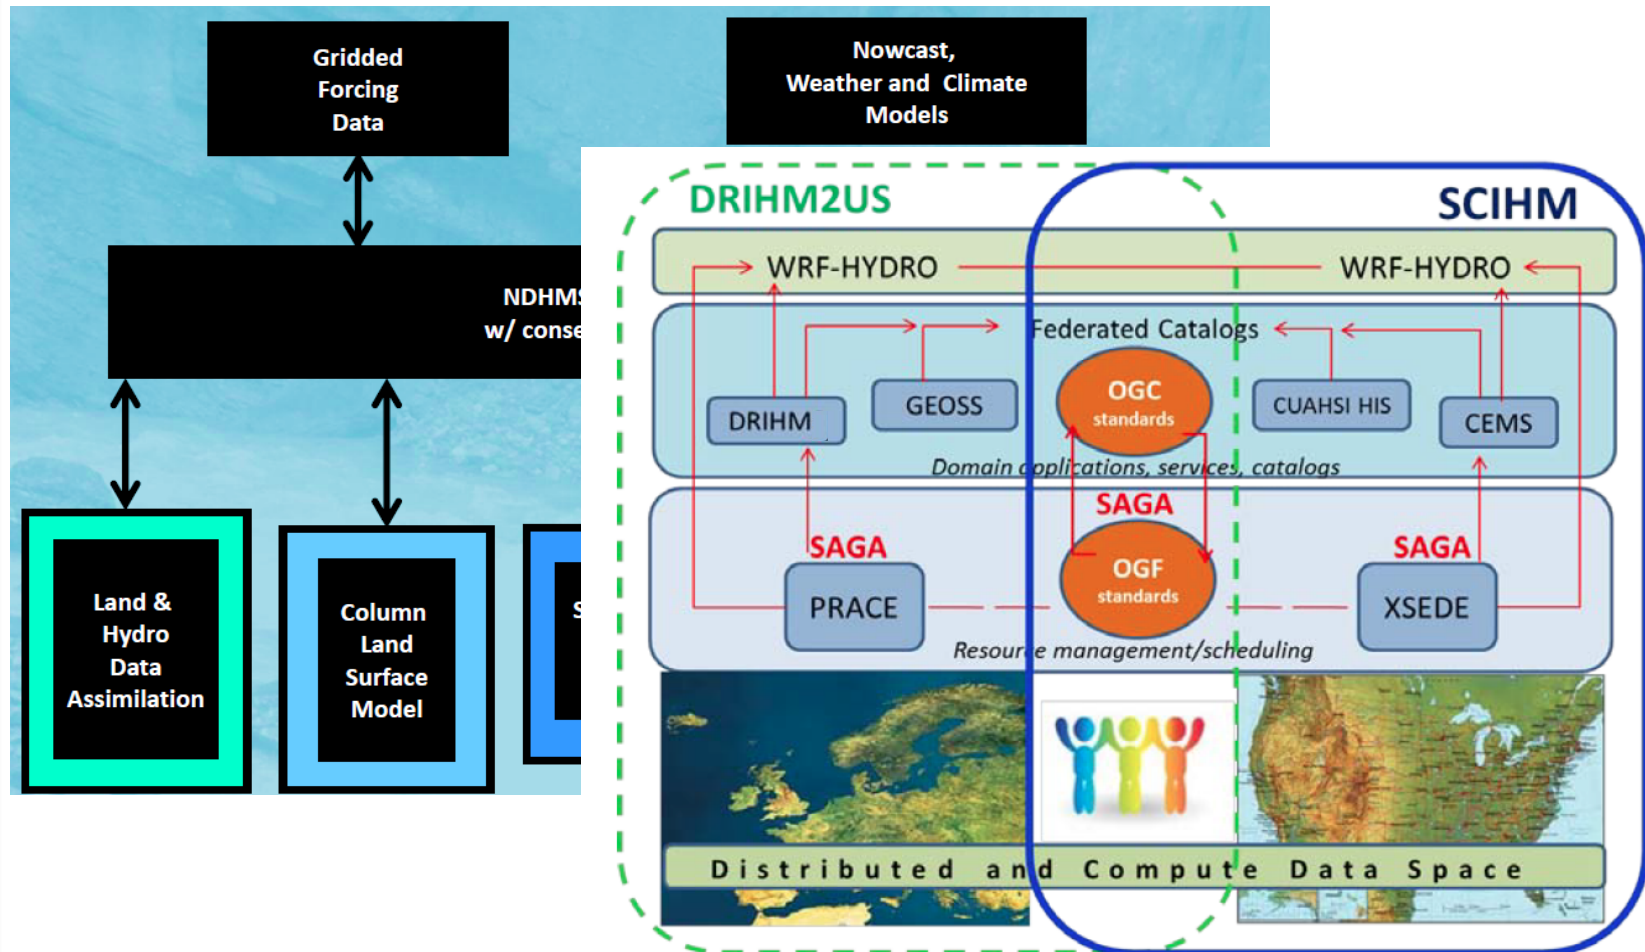 Gridded
Forcing
Data
Nowcast,
Weather and Climate
Models
NDHMS
w/ conse
Land &
Hydro
Data
Assimilation
Column
Land
Surface
Model
S
DRIHM2US
SCIHM
WRF-HYDRO
WRF-HYDRO
Federated Catalogs
DRIHM
GEOSS
OGC
standards
CUAHSI HIS
CEMS
Domain applications, services, catalogs
SAGA
SAGA
SAGA
PRACE
OGF
standards
XSEDE
Resource management/scheduling
Distributed and Compute Data Space